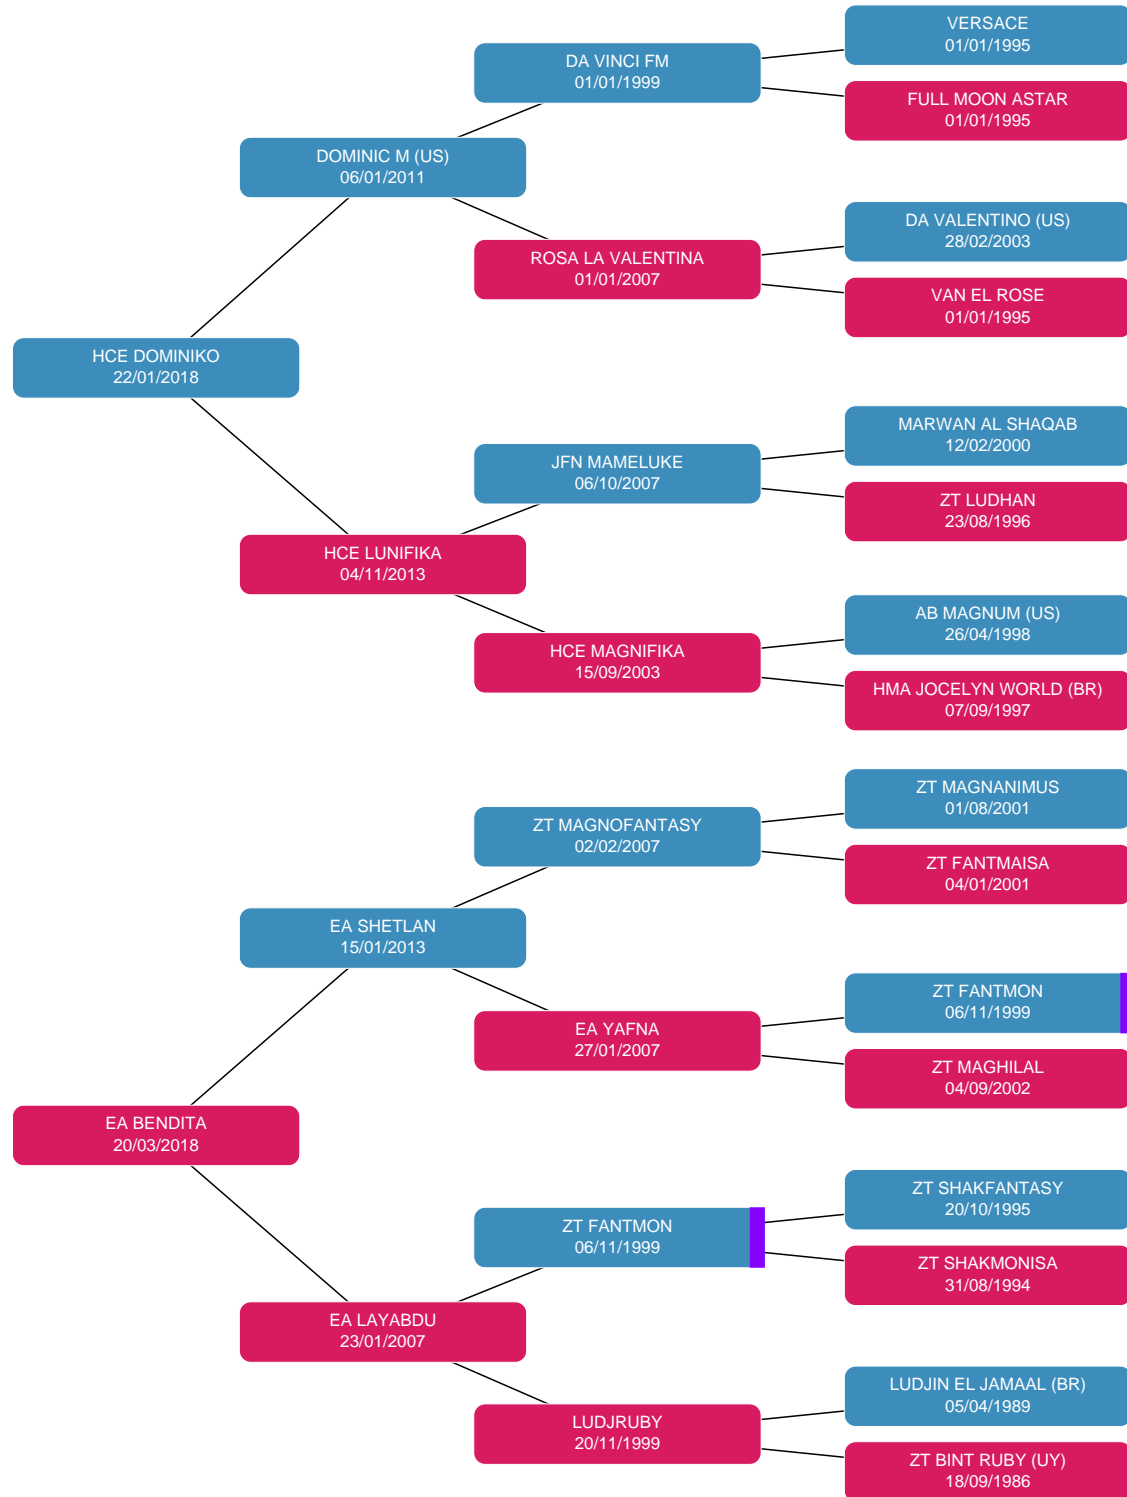 VERSACE
01/01/1995
DA VINCI FM
01/01/1999
FULL MOON ASTAR
01/01/1995
DOMINIC M (US)
06/01/2011
DA VALENTINO (US)
28/02/2003
ROSA LA VALENTINA
01/01/2007
VAN EL ROSE
01/01/1995
HCE DOMINIKO
22/01/2018
MARWAN AL SHAQAB
12/02/2000
JFN MAMELUKE
06/10/2007
ZT LUDHAN
23/08/1996
HCE LUNIFIKA
04/11/2013
AB MAGNUM (US)
26/04/1998
HCE MAGNIFIKA
15/09/2003
HMA JOCELYN WORLD (BR)
07/09/1997
ZT MAGNANIMUS
01/08/2001
ZT MAGNOFANTASY
02/02/2007
ZT FANTMAISA
04/01/2001
EA SHETLAN
15/01/2013
ZT FANTMON
06/11/1999
EA YAFNA
27/01/2007
ZT MAGHILAL
04/09/2002
EA BENDITA
20/03/2018
ZT SHAKFANTASY
20/10/1995
ZT FANTMON
06/11/1999
ZT SHAKMONISA
31/08/1994
EA LAYABDU
23/01/2007
LUDJIN EL JAMAAL (BR)
05/04/1989
LUDJRUBY
20/11/1999
ZT BINT RUBY (UY)
18/09/1986